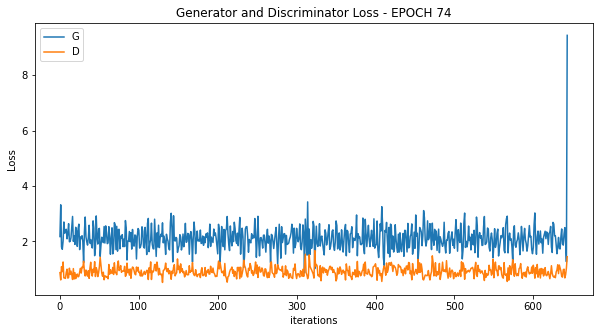 Generator and Discriminator Loss - EPOCH 74
G
D
8
6
4
2
Loss
0
100
200
300
400
500
600
iterations